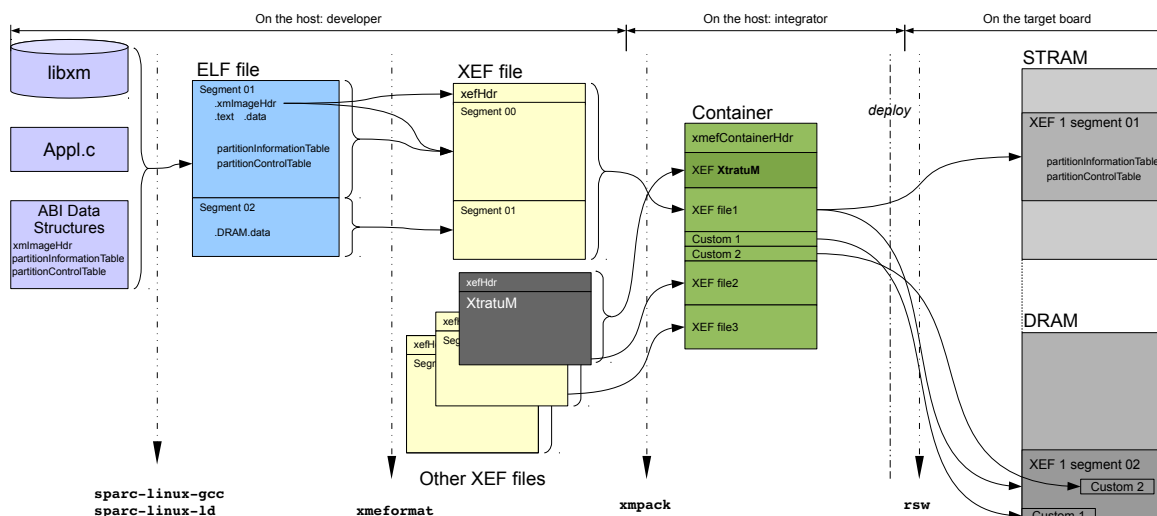 On the host: developer
On the host: integrator
On the target board
libxm
Appl.c
ABI Data
Structures
xmImageHdr
partitionInformationTable
partitionControlTable
ELF file
Segment 01
.xmImageHdr
.text .data
partitionInformationTable
partitionControlTable
Segment 02
.DRAM.data
XEF file
xefHdr
Segment 00
Segment 01
xefHdr
XtratuM
xefH
Seg
xefH
Segm
Other XEF files
Container
xmefContainerHdr
XEF XtratuM
XEF file1
Custom 1
Custom 2
XEF file2
XEF file3
deploy
STRAM
XEF 1 segment 01
partitionInformationTable
partitionControlTable
DRAM
XEF 1 segment 02
Custom 2
Custom 1
sparc-linux-gcc
sparc-linux-ld
xmeformat
xmpack
rsw